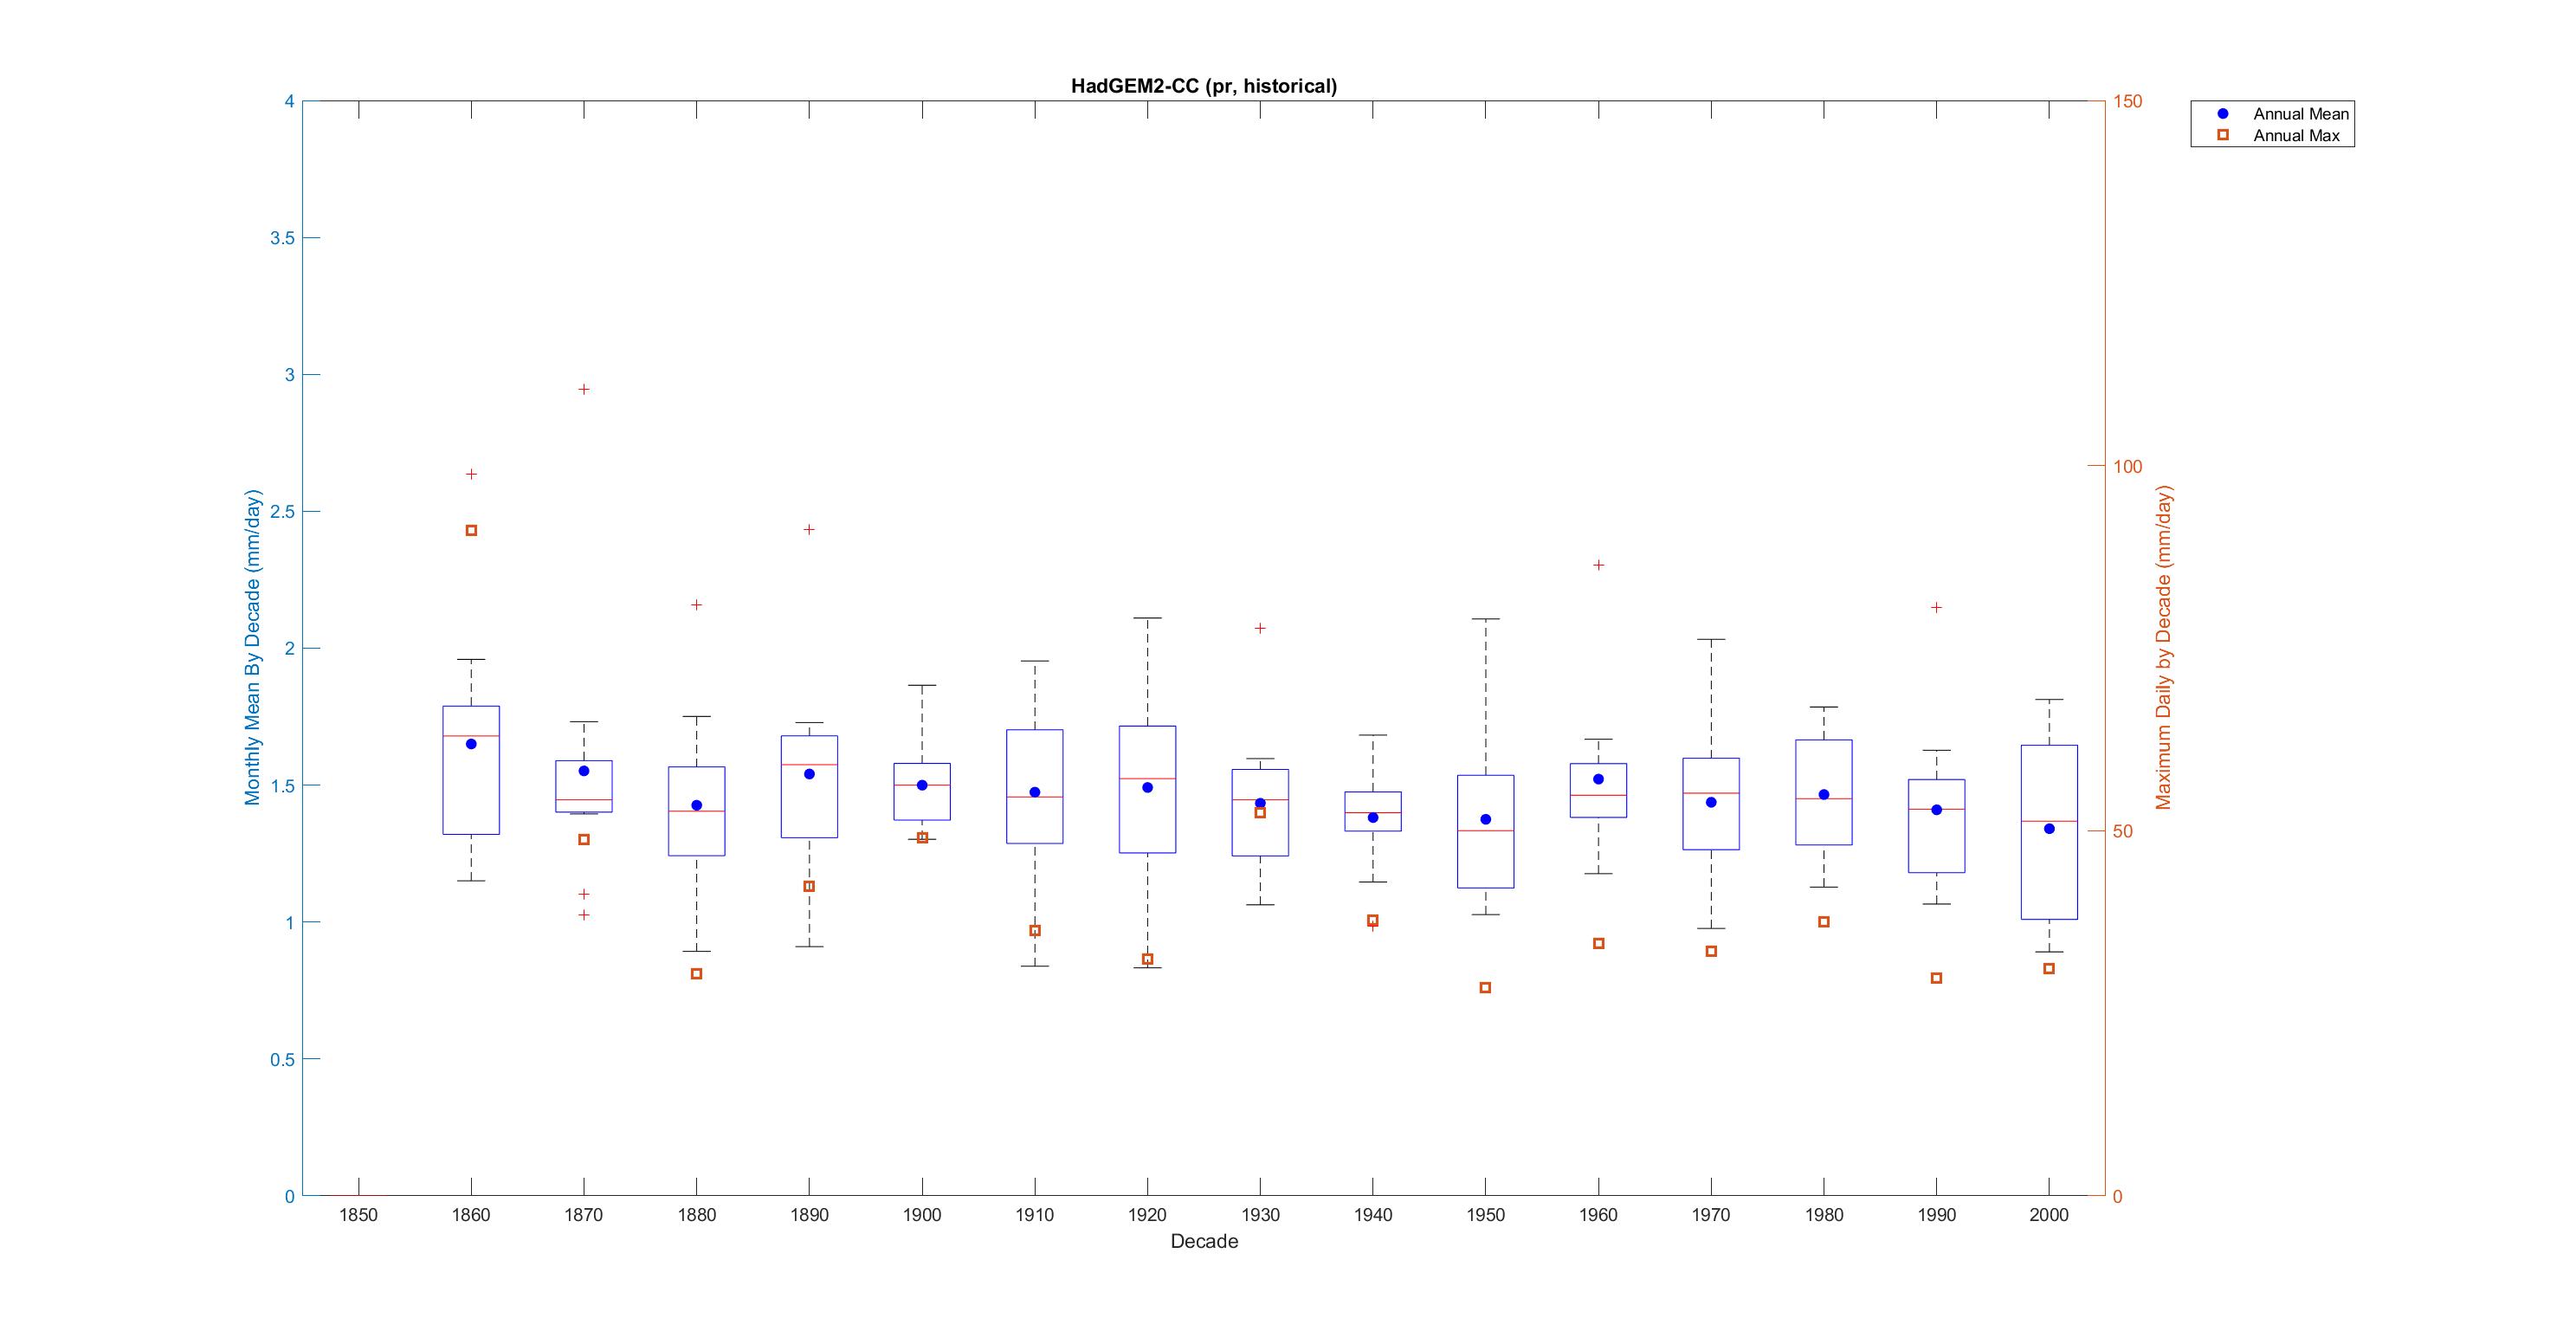 HadGEM2-CC (pr, historical)
Annual Mean
Annual Max
4
3.5
3
2.5
2
1.5
1
0.5
0
Monthly Mean By Decade (mm/day)
150
100
50
0
Maximum Daily by Decade (mm/day)
1850 1860 1870 1880 1890 1900 1910 1920 1930 1940 1950 1960 1970 1980 1990 2000
Decade